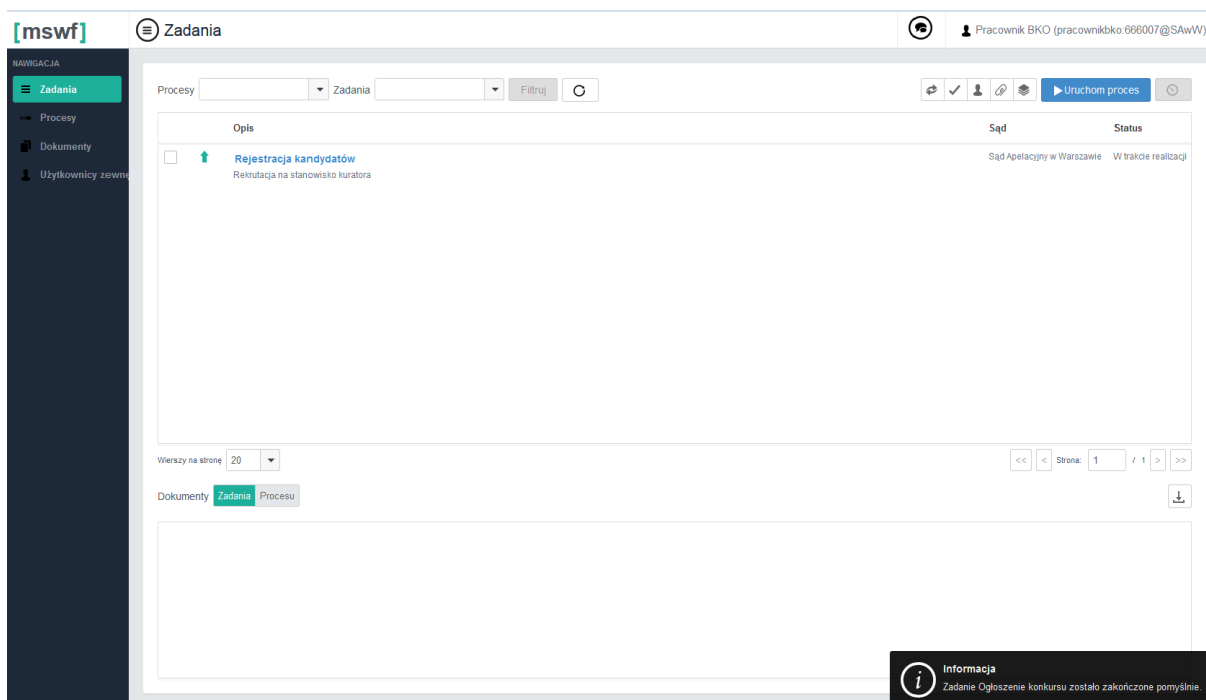 [mswf]
Zadania
Pracownik BKO (pracownikbko:666007@SAwW)
NAWIGACJA
Zadania
Procesy
Dokumenty
Użytkownicy zewnę
Procesy Zadania Filtruj Uruchom proces
Opis Sąd Status
Rejestracja kandydatów Sąd Apelacyjny w Warszawie W trakcie realizacji
Rekrutacja na stanowisko kuratora
Wierszy na stronę 20 << < Strona: 1 / 1 > >>
Dokumenty Zadania Procesu
Informacja
Zadanie Ogłoszenie konkursu zostało zakończone pomyślnie.